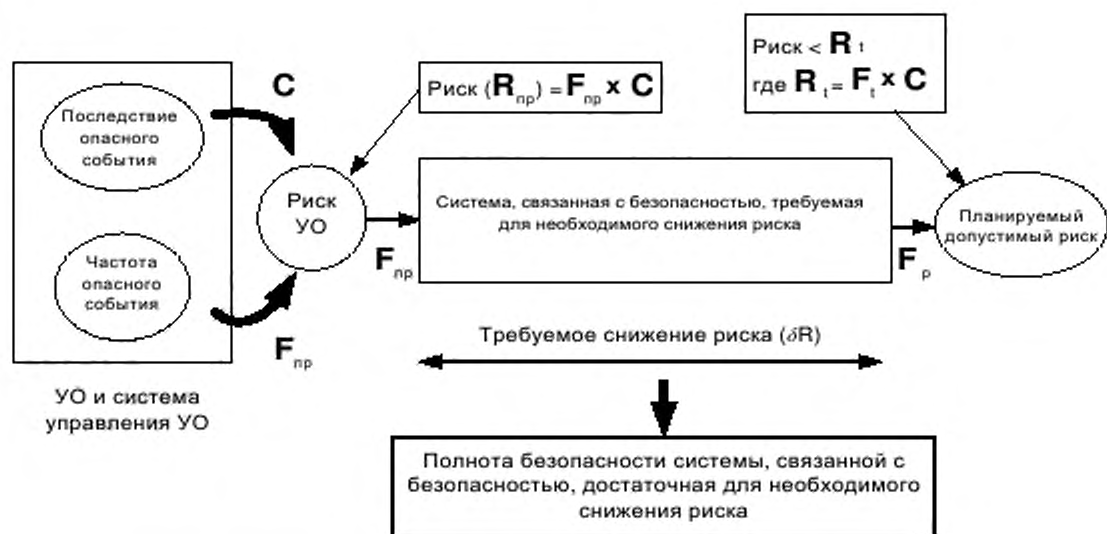 Последствие
опасного
события
Частота
опасного
события
УО и система
управления УО
C
F пр
Риск
УО
Риск (R пр) = F пр x C
F пр
Система, связанная с безопасностью, требуемая
для необходимого снижения риска
F р
Риск < R t
где R t = F t x C
Планируемый
допустимый риск
Требуемое снижение риска (δR)
Полнота безопасности системы, связанной с
безопасностью, достаточная для необходимого
снижения риска